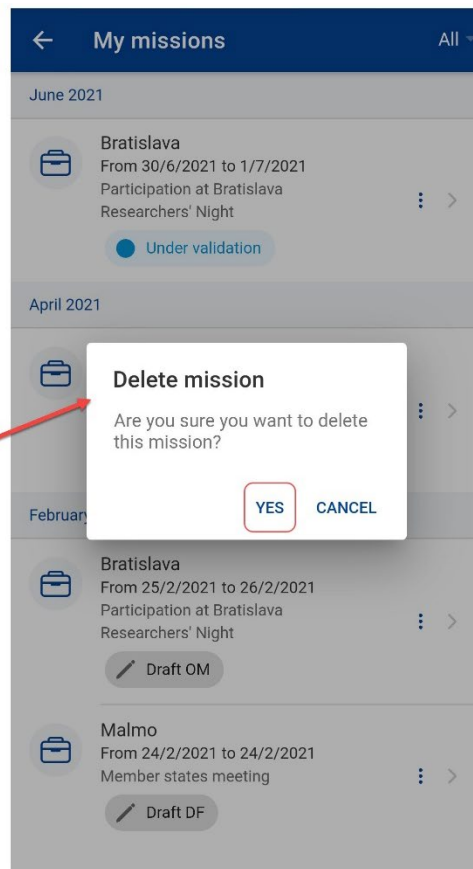 My missions
All
June 2021
Bratislava
From 30/6/2021 to 1/7/2021
Participation at Bratislava
Researchers' Night
Under validation
April 2021
Delete mission
Are you sure you want to delete
this mission?
YES CANCEL
February
Bratislava
From 25/2/2021 to 26/2/2021
Participation at Bratislava
Researchers' Night
Draft OM
Malmo
From 24/2/2021 to 24/2/2021
Member states meeting
Draft DF